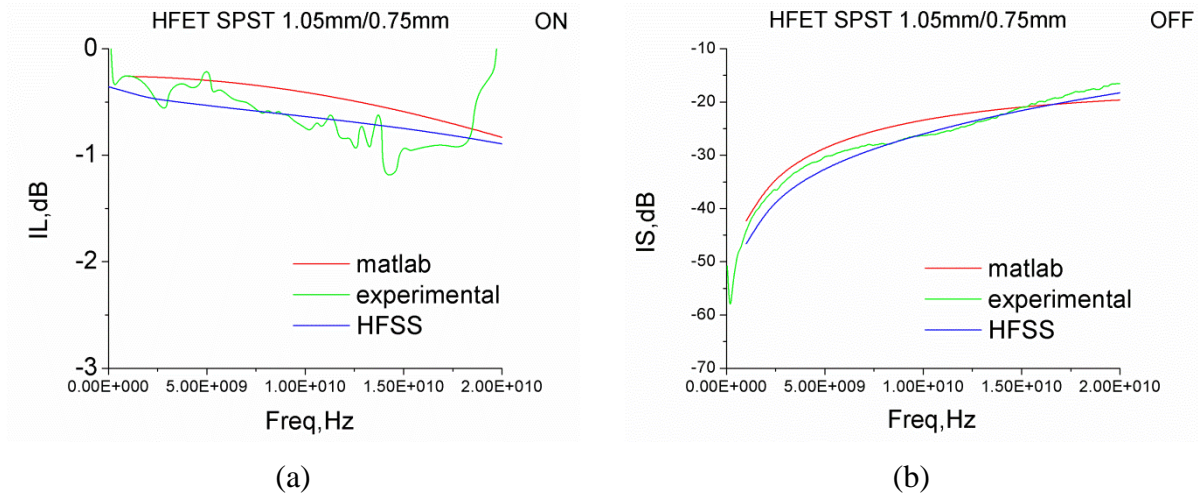 HFET SPST 1.05mm/0.75mm ON
0
-1
-2
-3
IL,dB
matlab
experimental
HFSS
0.00E+000 5.00E+009 1.00E+010 1.50E+010 2.00E+010
Freq,Hz
(a)
HFET SPST 1.05mm/0.75mm OFF
-10
-20
-30
-40
-50
-60
-70
IS,dB
matlab
experimental
HFSS
0.00E+000 5.00E+009 1.00E+010 1.50E+010 2.00E+010
Freq,Hz
(b)